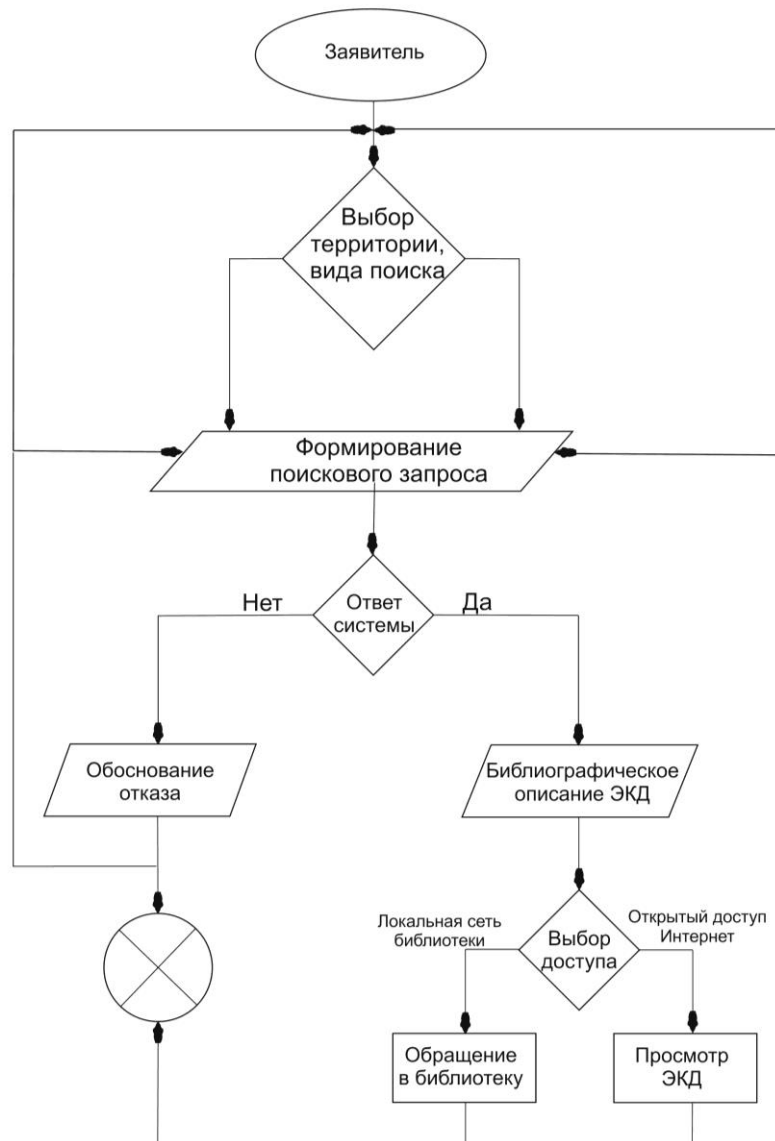 Заявитель
Выбор
территории,
вида поиска
Формирование
поискового запроса
Нет
Ответ
системы
Да
Обоснование
отказа
Библиографическое
описание ЭКД
Локальная сеть
библиотеки
Выбор
доступа
Открытый доступ
Интернет
Обращение
в библиотеку
Просмотр
ЭКД